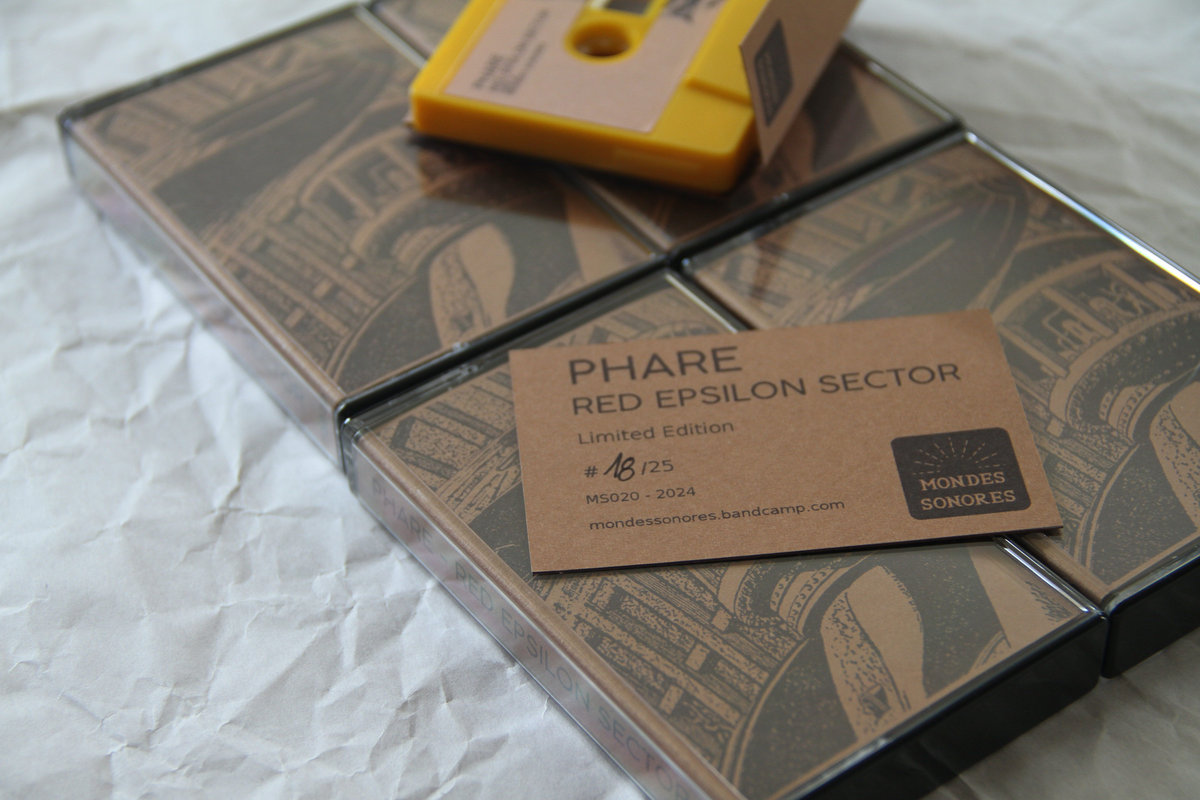 PHARE
PHARE
RED EPSILON SECTOR
Limited Edition
# 18 /25
MS020 - 2024
mondessonores.bandcamp.com
MONDES
SONORES
PHARE - RED EPSILON SECTOR